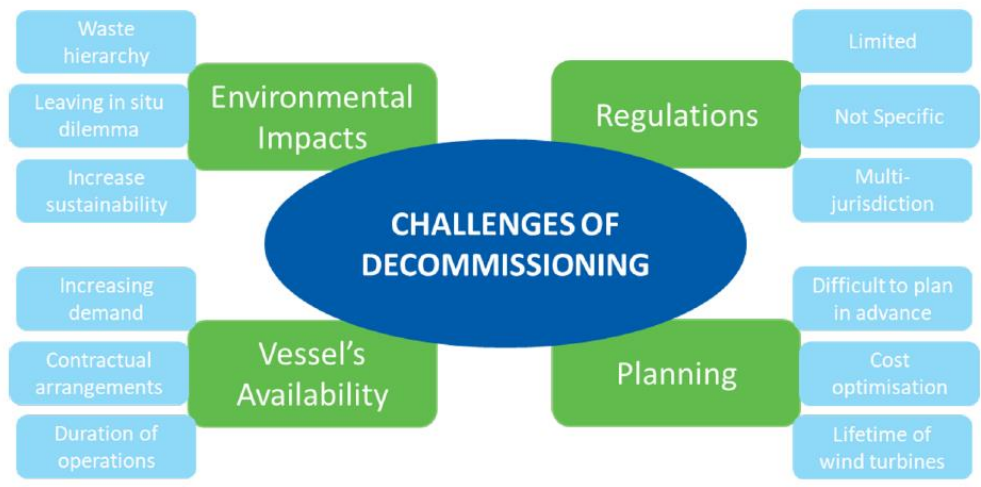 Waste
hierarchy
Leaving in situ
dilemma
Increase
sustainability
Environmental
Impacts
Regulations
Limited
Not Specific
Multi-
jurisdiction
CHALLENGES OF
DECOMMISSIONING
Increasing
demand
Contractual
arrangements
Duration of
operations
Vessel’s
Availability
Planning
Difficult to plan
in advance
Cost
optimisation
Lifetime of
wind turbines